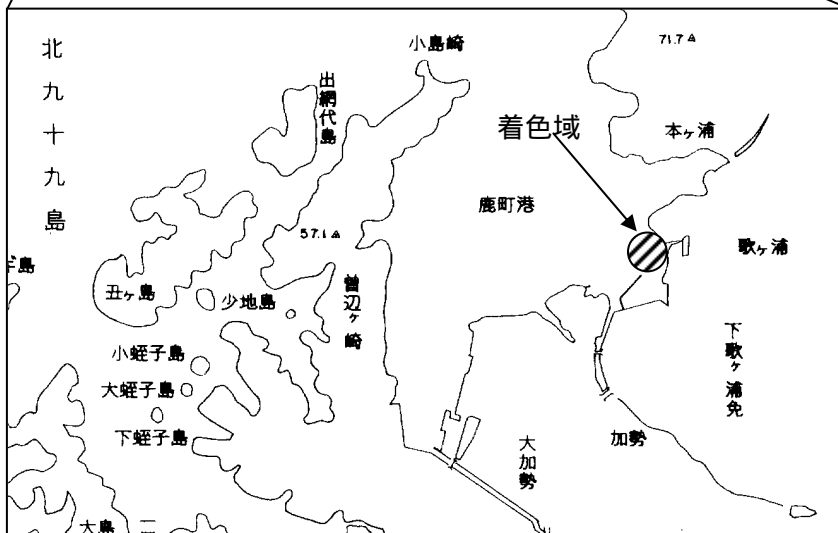 北九十九島
小島崎
71.7
出網代島
着色域
本ヶ浦
鹿町港
57.1
歌ヶ浦
丑ヶ島
少地島
曽辺ヶ崎
小蛭子島
大蛭子島
下蛭子島
下歌ヶ浦免
加勢
大加勢
大島